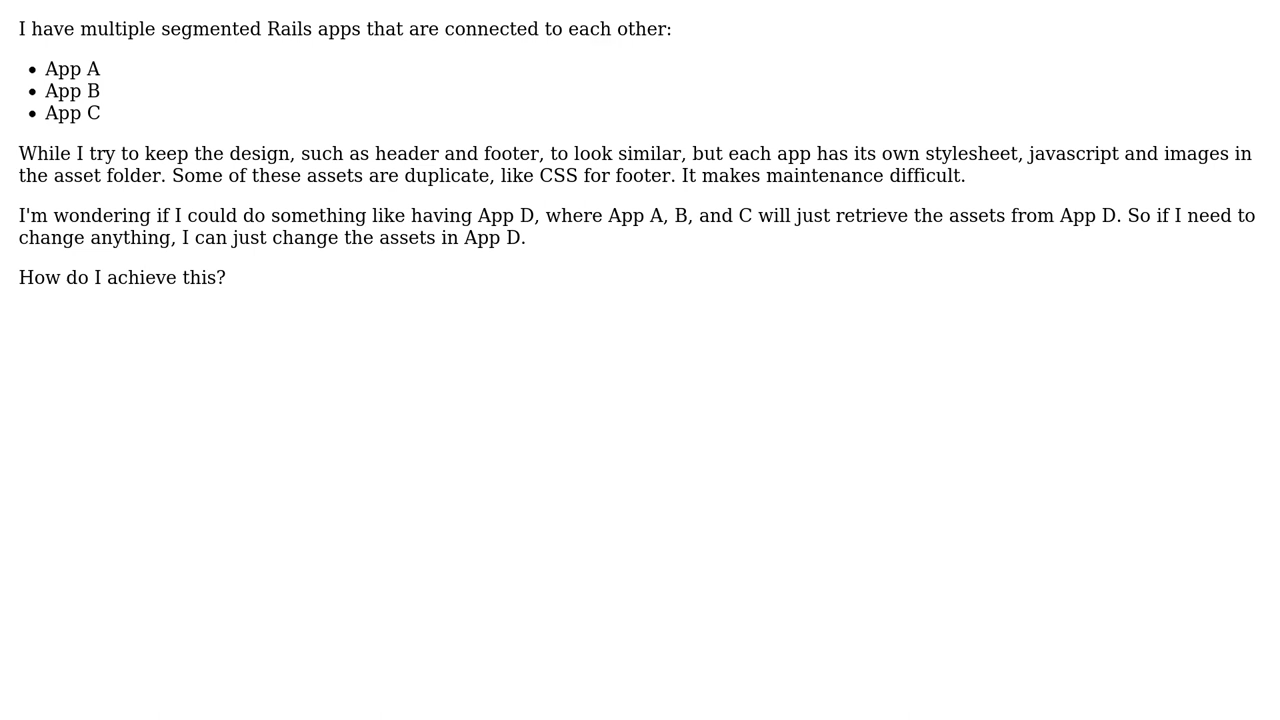 I have multiple segmented Rails apps that are connected to each other:
• App A
• App B
• App C
While I try to keep the design, such as header and footer, to look similar, but each app has its own stylesheet, javascript and images in
the asset folder. Some of these assets are duplicate, like CSS for footer. It makes maintenance difficult.
I'm wondering if I could do something like having App D, where App A, B, and C will just retrieve the assets from App D. So if I need to
change anything, I can just change the assets in App D.
How do I achieve this?